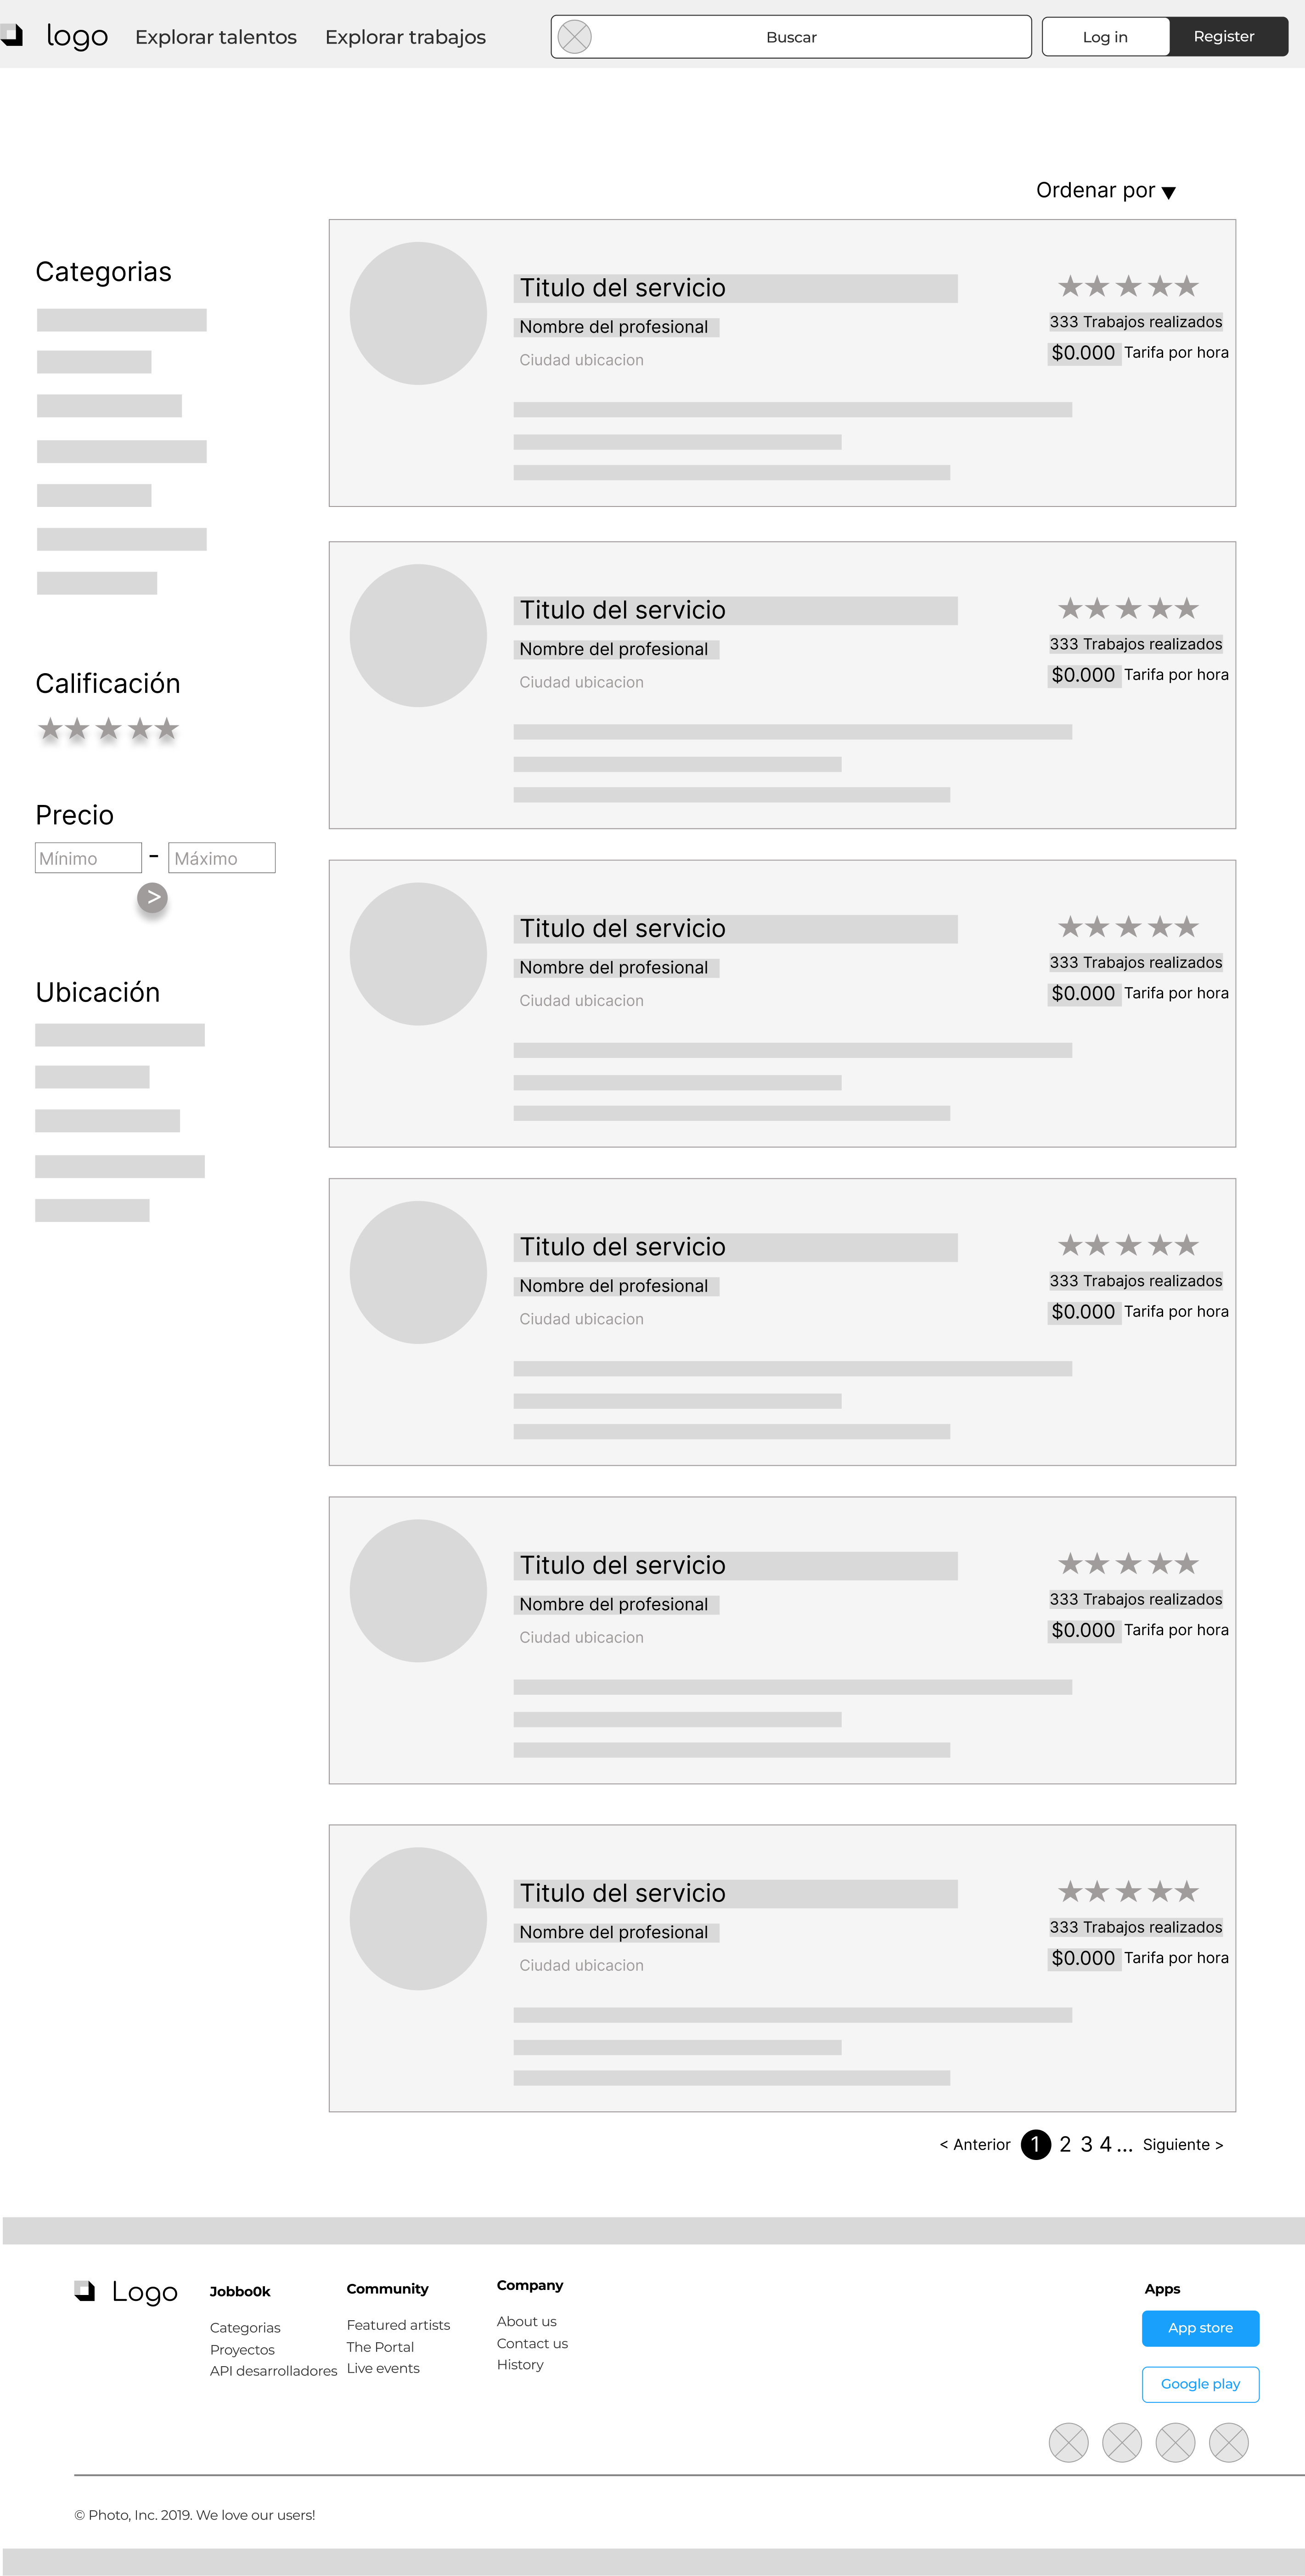 logo Explorar talentos Explorar trabajos Buscar Log in Register
Ordenar por
Categorias
Calificación
Precio
Mínimo - Máximo
>
Ubicación
Titulo del servicio
Nombre del profesional
Ciudad ubicacion
333 Trabajos realizados
$0.000 Tarifa por hora
Titulo del servicio
Nombre del profesional
Ciudad ubicacion
333 Trabajos realizados
$0.000 Tarifa por hora
Titulo del servicio
Nombre del profesional
Ciudad ubicacion
333 Trabajos realizados
$0.000 Tarifa por hora
Titulo del servicio
Nombre del profesional
Ciudad ubicacion
333 Trabajos realizados
$0.000 Tarifa por hora
Titulo del servicio
Nombre del profesional
Ciudad ubicacion
333 Trabajos realizados
$0.000 Tarifa por hora
Titulo del servicio
Nombre del profesional
Ciudad ubicacion
333 Trabajos realizados
$0.000 Tarifa por hora
< Anterior 1 2 3 4 ... Siguiente >
Logo
Jobbo0k
Categorias
Proyectos
API desarrolladores
Community
Featured artists
The Portal
Live events
Company
About us
Contact us
History
Apps
App store
Google play
© Photo, Inc. 2019. We love our users!